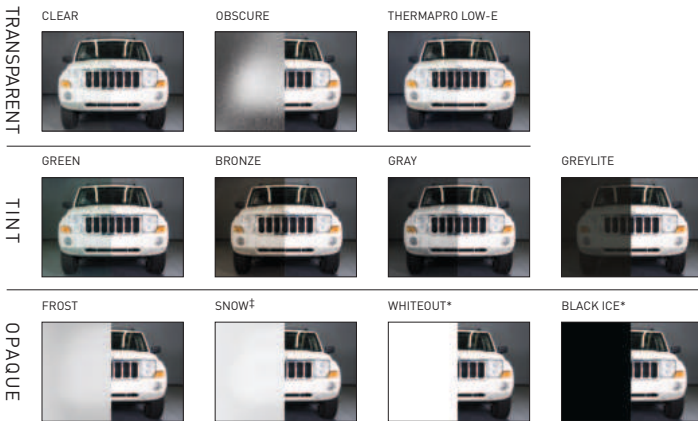 TRANSPARENT
CLEAR
OBSCURE
THERMAPRO LOW-E
TINT
GREEN
BRONZE
GRAY
GREYLITE
OPAQUE
FROST
SNOW‡
WHITEOUT*
BLACK ICE*